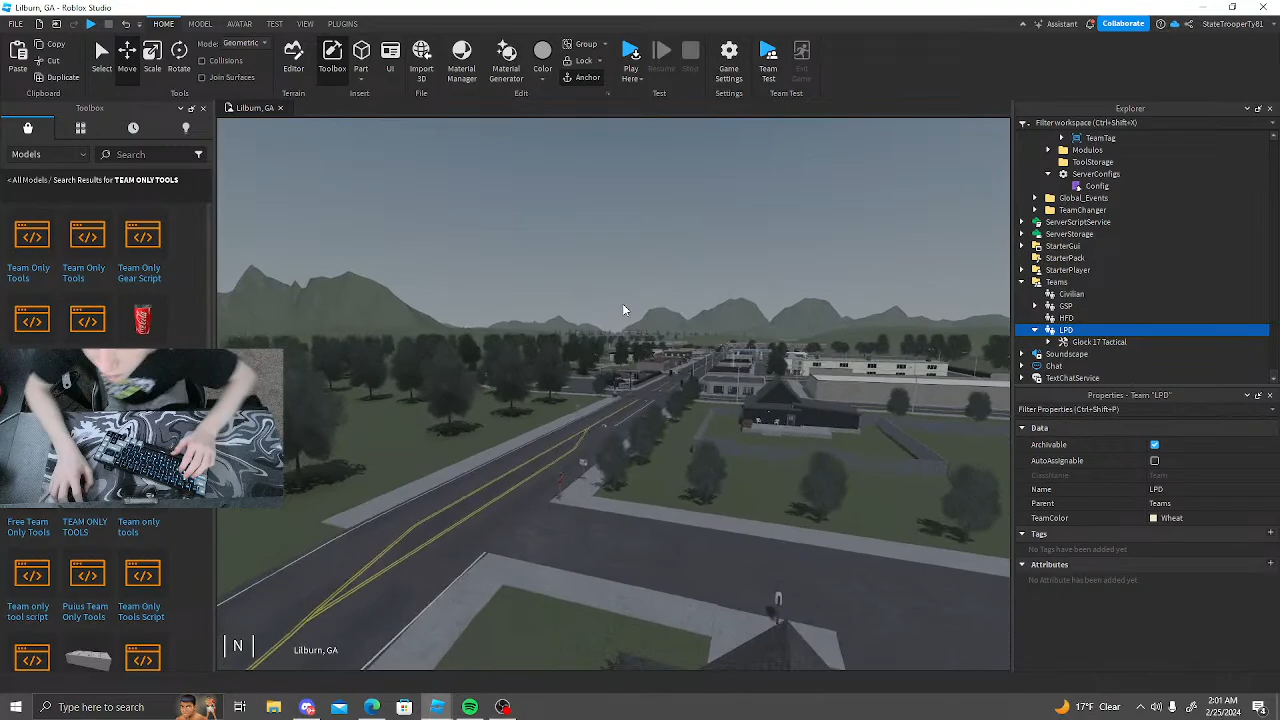 Lilburn, GA - Roblox Studio
FILE HOME MODEL AVATAR TEST VIEW PLUGINS Assistant Collaborate StateTrooperTy81
Paste Copy Cut Duplicate Clipboard
Select Move Scale Rotate Mode: Geometric Collisions Join Surfaces Tools
Editor Terrain
Toolbox Part UI Insert
Import 3D File
Material Manager Material Generator Color Group Lock Anchor Edit
Play Here Resume Stop Test
Game Settings Settings
Team Test Exit Game Team Test
Toolbox
Models Search
< All Models / Search Results for TEAM ONLY TOOLS
Team Only Tools
Team Only Tools
Team Only Gear Script
Free Team Only Tools
TEAM ONLY TOOLS
Team only tools
Team only tool script
Puius Team Only Tools
Team Only Tools Script
Lilburn, GA
N
Lilburn, GA
Explorer
Filter workspace (Ctrl+Shift+X)
TeamTag
Modulos
ToolStorage
ServerConfigs
Config
Global_Events
TeamChanger
ServerScriptService
ServerStorage
StarterGui
StarterPack
StarterPlayer
Teams
Civilian
GSP
HFD
LPD
Glock 17 Tactical
Soundscape
Chat
TextChatService
Properties - Team "LPD"
Filter Properties (Ctrl+Shift+P)
Data
Archivable
AutoAssignable
ClassName Team
Name LPD
Parent Teams
TeamColor Wheat
Tags
No Tags have been added yet
Attributes
No Attribute has been added yet
Type here to search
17°F Clear
2:01 AM
2/25/2024